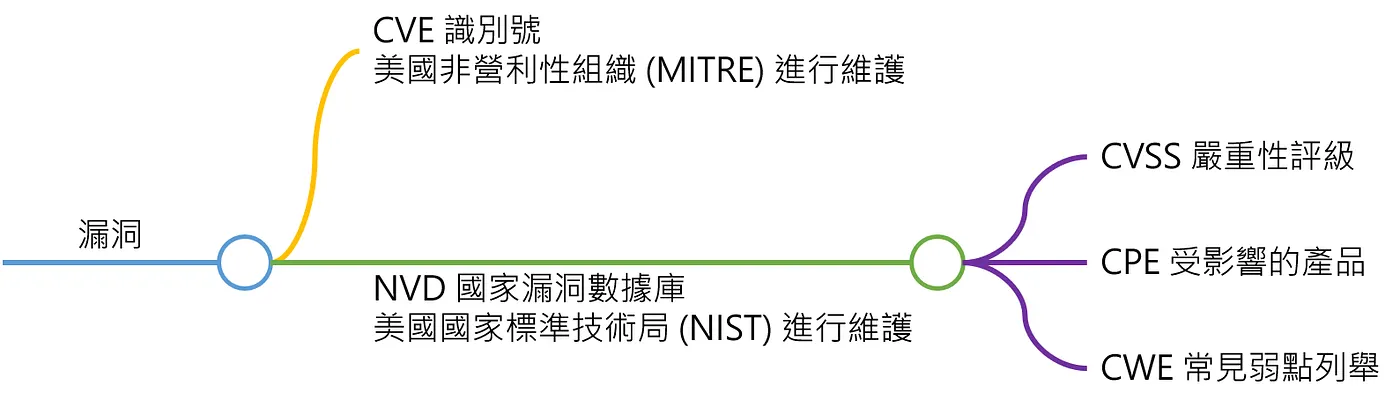 CVE 識別號
美國非營利性組織 (MITRE) 進行維護
漏洞
NVD 國家漏洞數據庫
美國國家標準技術局 (NIST) 進行維護
CVSS 嚴重性評級
CPE 受影響的產品
CWE 常見弱點列舉